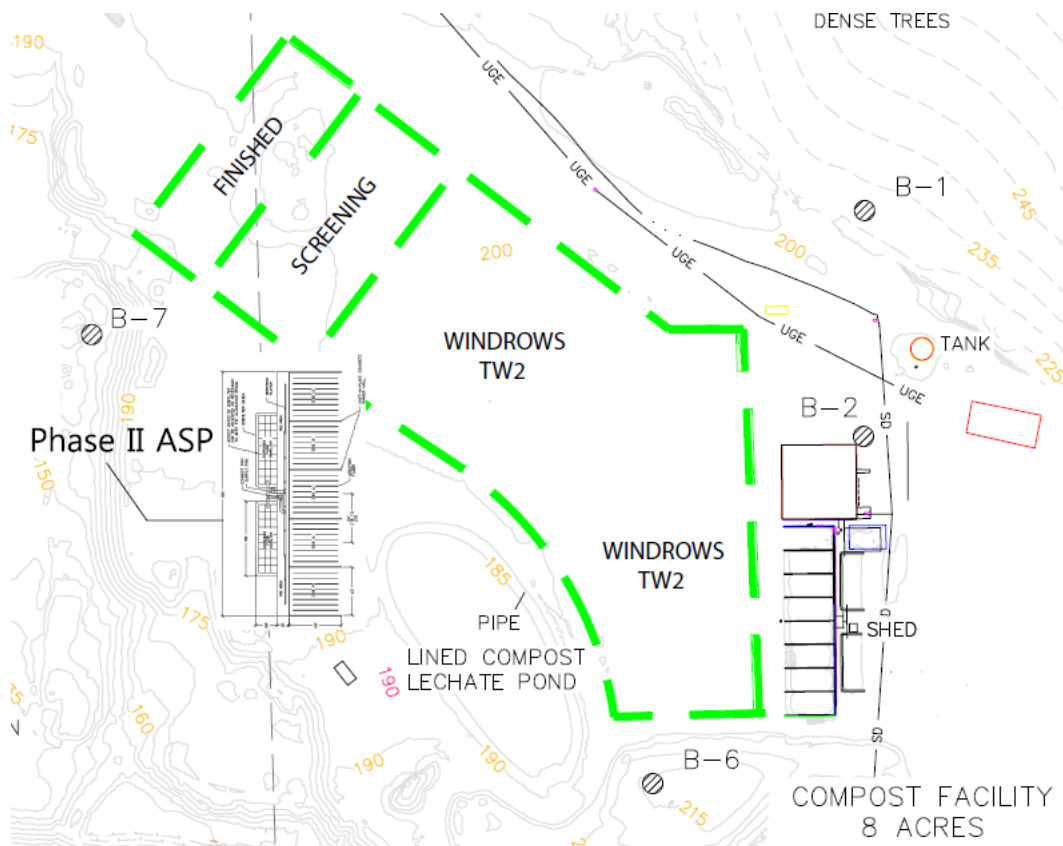 DENSE TREES
190
175
UGE
FINISHED
SCREENING
UGE
B-1
245
200
UGE
200
235
B-7
WINDROWS
TW2
UGE
TANK
225
UGE
190
B-2
SD
Phase II ASP
150
WINDROWS
TW2
185
PIPE
175
190
SHED
LINED COMPOST
LECHATE POND
190
160
SD
190
190
B-6
215
COMPOST FACILITY
8 ACRES